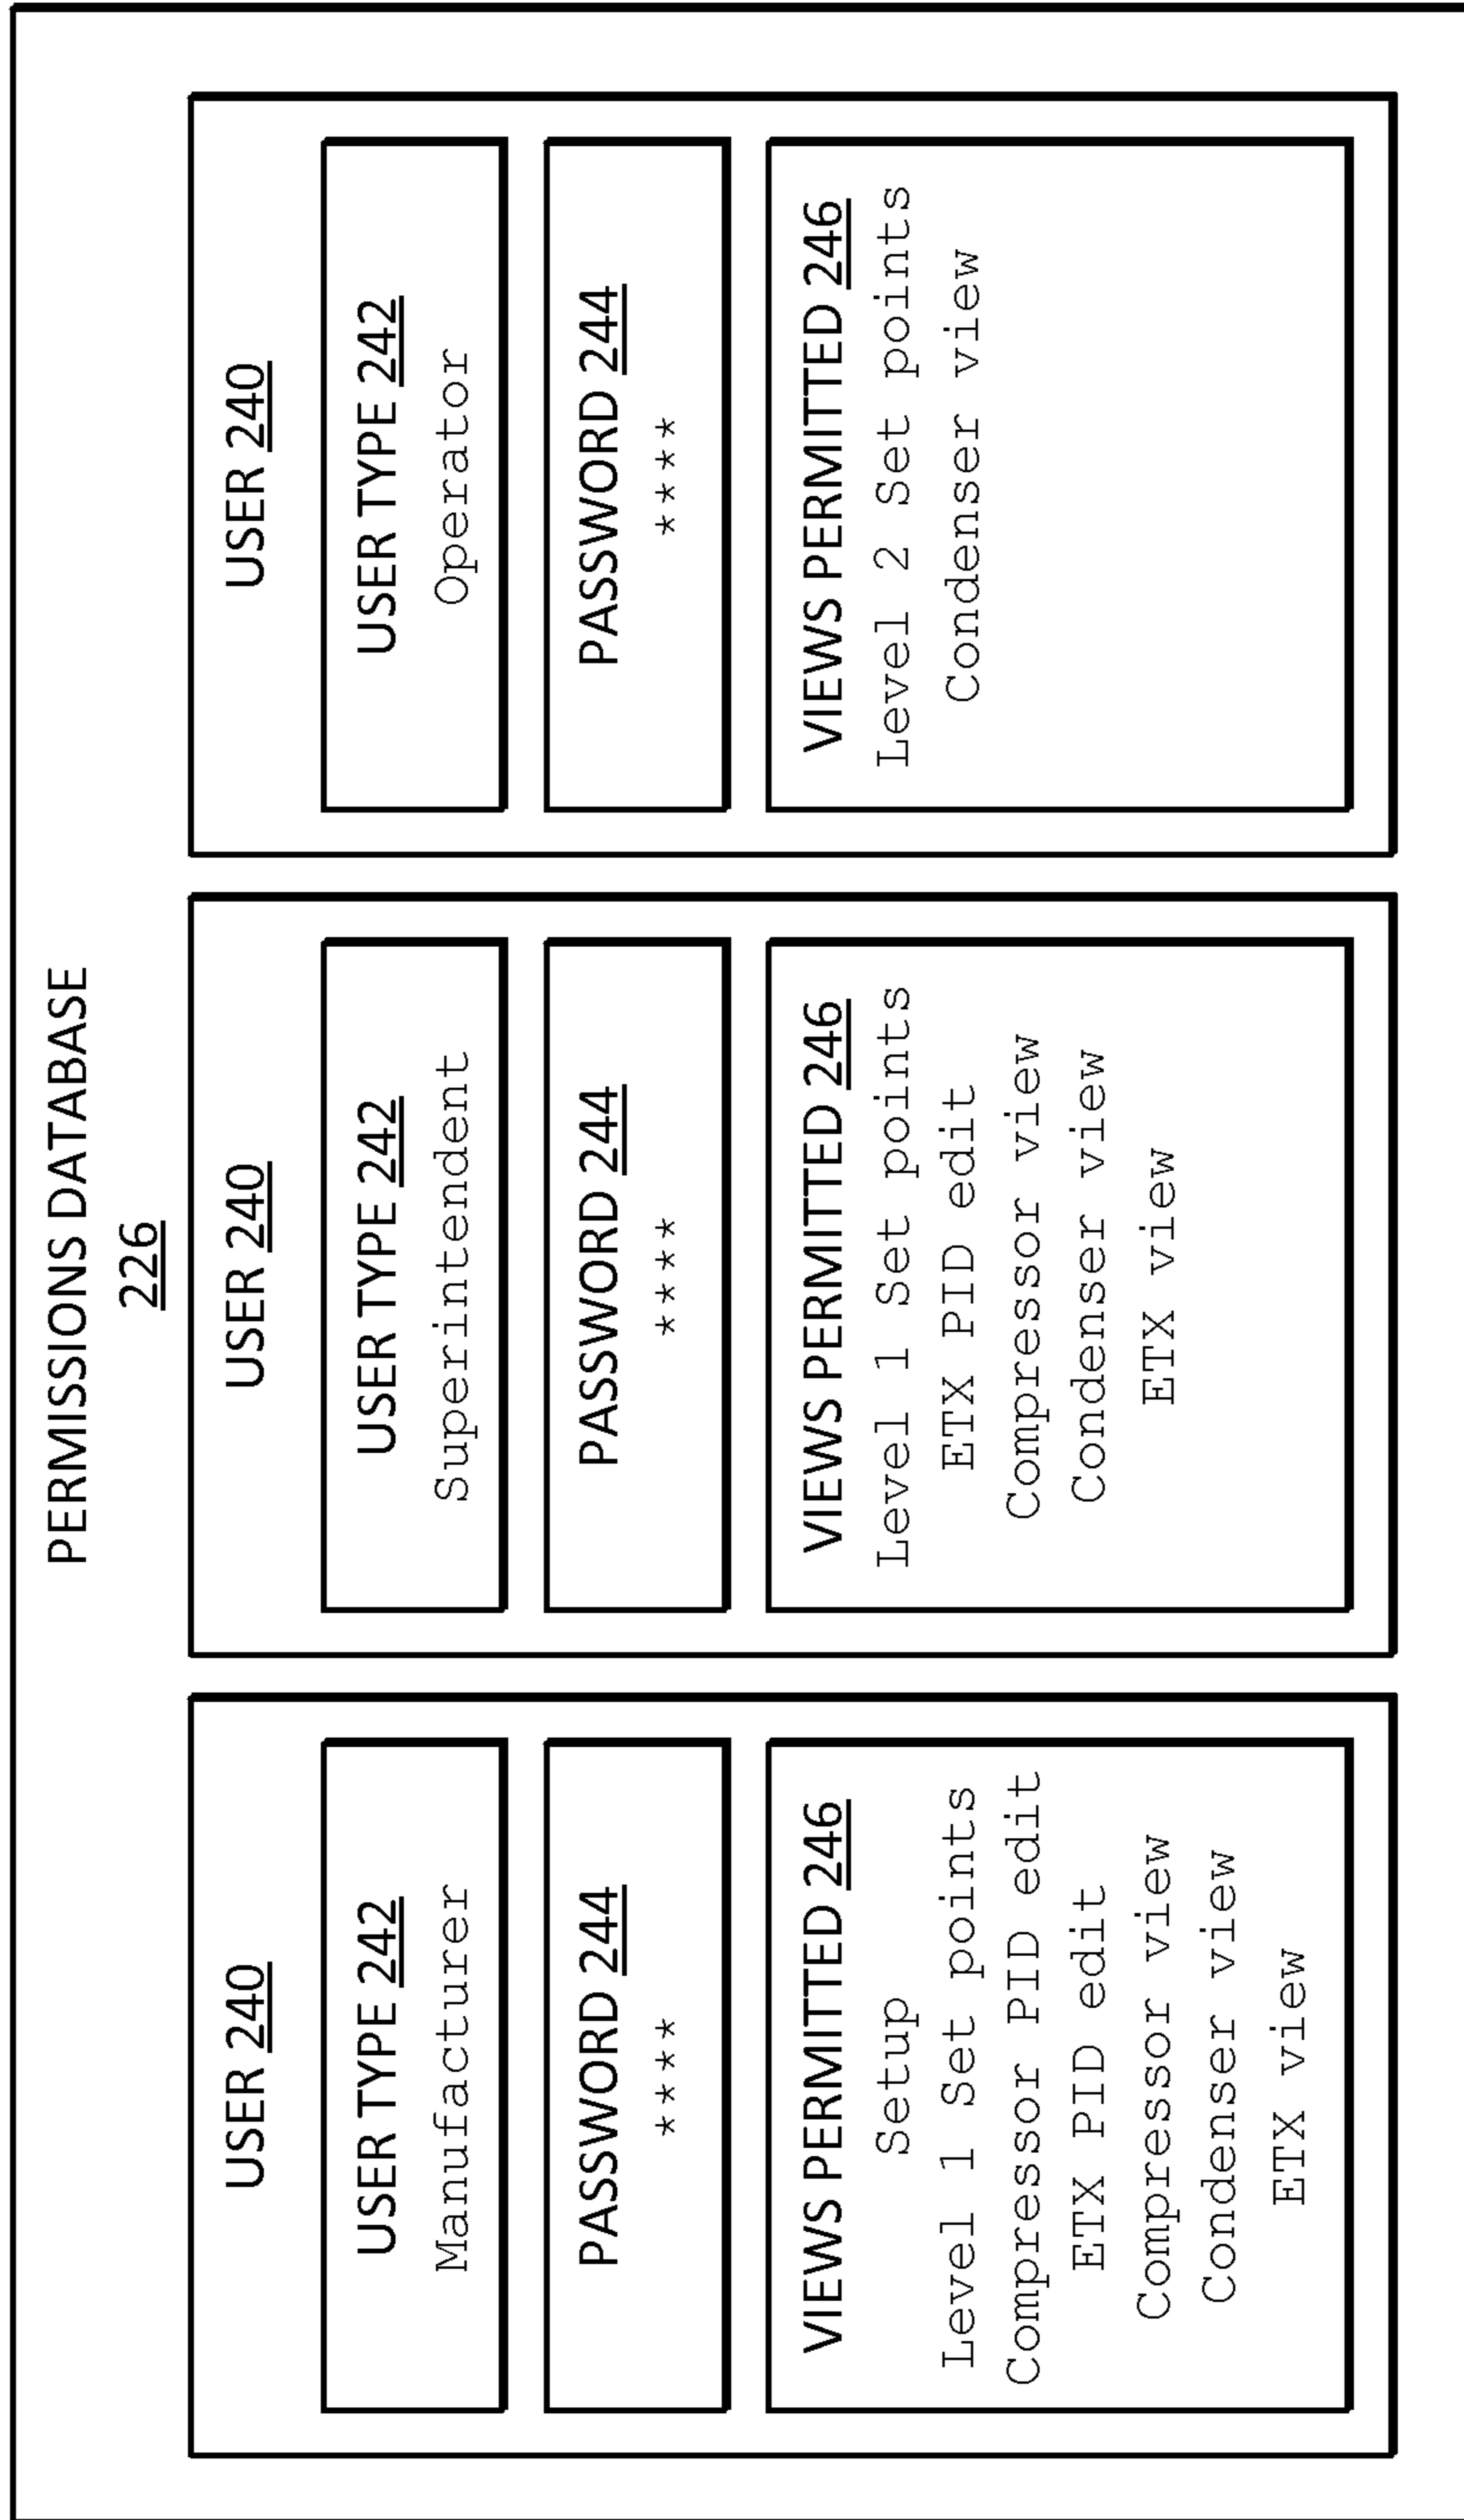 PERMISSIONS DATABASE
226
USER 240
USER TYPE 242
Manufacturer
PASSWORD 244
****
VIEWS PERMITTED 246
Setup
Level 1 Set points
Compressor PID edit
ETX PID edit
Compressor view
Condenser view
ETX view
USER 240
USER TYPE 242
Superintendent
PASSWORD 244
****
VIEWS PERMITTED 246
Level 1 Set points
ETX PID edit
Compressor view
Condenser view
ETX view
USER 240
USER TYPE 242
Operator
PASSWORD 244
****
VIEWS PERMITTED 246
Level 2 Set points
Condenser view